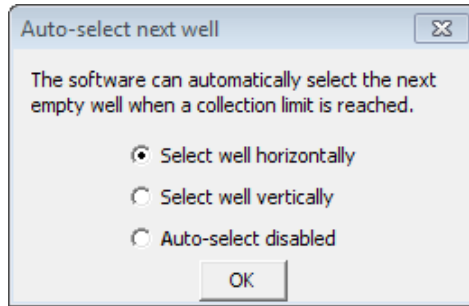 Auto-select next well
The software can automatically select the next
empty well when a collection limit is reached.
Select well horizontally
Select well vertically
Auto-select disabled
OK